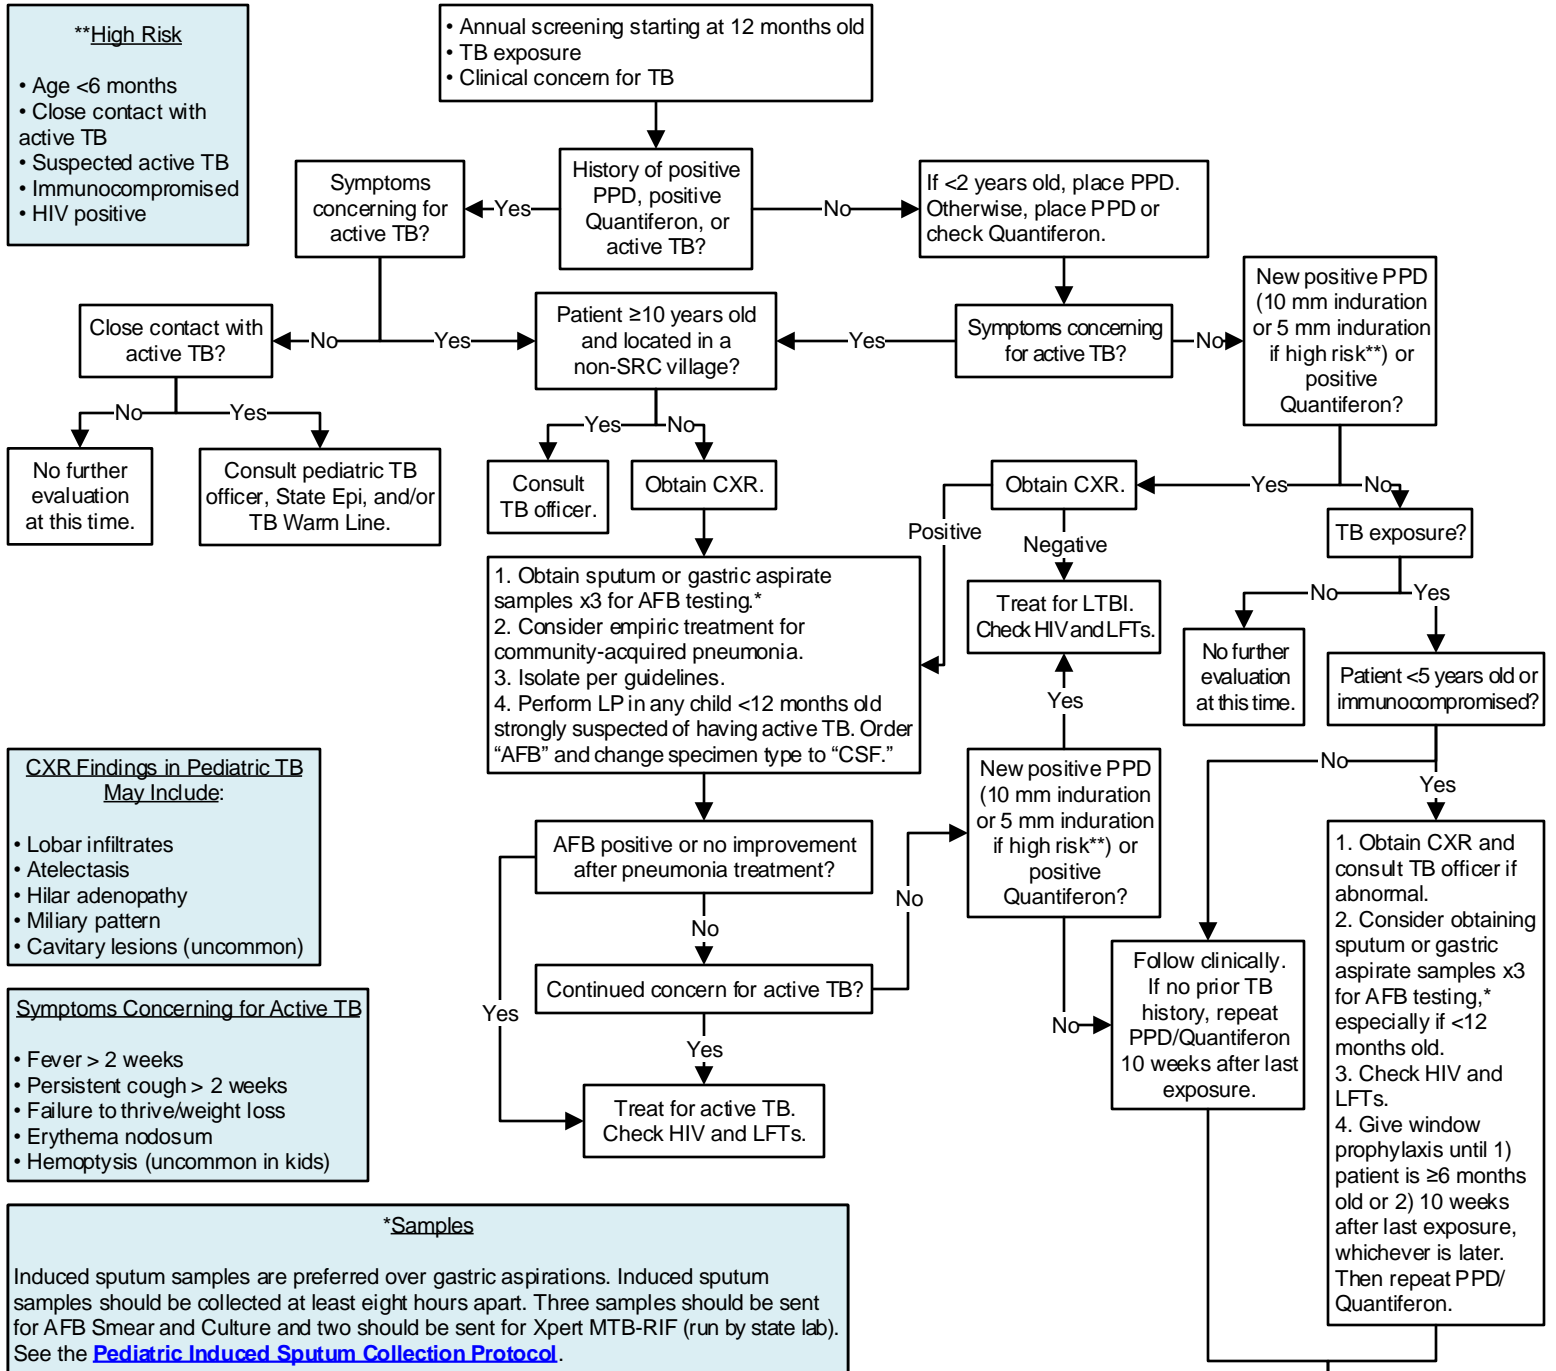 **High Risk
• Age <6 months
• Close contact with
active TB
• Suspected active TB
• Immunocompromised
• HIV positive
• Annual screening starting at 12 months old
• TB exposure
• Clinical concern for TB
Symptoms
concerning for
active TB?
Yes
History of positive
PPD, positive
Quantiferon, or
active TB?
No
If <2 years old, place PPD.
Otherwise, place PPD or
check Quantiferon.
Close contact with
active TB?
No
Yes
Patient ≥10 years old
and located in a
non-SRC village?
Yes
Symptoms concerning
for active TB?
No
New positive PPD
(10 mm induration
or 5 mm induration
if high risk**) or
positive
Quantiferon?
No
Yes
Yes
No
Yes
No
No further
evaluation
at this time.
Consult pediatric TB
officer, State Epi, and/or
TB Warm Line.
Consult
TB officer.
Obtain CXR.
Obtain CXR.
Positive
Negative
TB exposure?
No
Yes
1. Obtain sputum or gastric aspirate
samples x3 for AFB testing.*
2. Consider empiric treatment for
community-acquired pneumonia.
3. Isolate per guidelines.
4. Perform LP in any child <12 months old
strongly suspected of having active TB. Order
“AFB” and change specimen type to “CSF.”
Treat for LTBI.
Check HIV and LFTs.
Yes
No further
evaluation
at this time.
Patient <5 years old or
immunocompromised?
No
Yes
CXR Findings in Pediatric TB
May Include:
• Lobar infiltrates
• Atelectasis
• Hilar adenopathy
• Miliary pattern
• Cavitary lesions (uncommon)
AFB positive or no improvement
after pneumonia treatment?
No
Yes
New positive PPD
(10 mm induration
or 5 mm induration
if high risk**) or
positive
Quantiferon?
No
No
Continued concern for active TB?
Yes
Follow clinically.
If no prior TB
history, repeat
PPD/Quantiferon
10 weeks after last
exposure.
1. Obtain CXR and
consult TB officer if
abnormal.
2. Consider obtaining
sputum or gastric
aspirate samples x3
for AFB testing,*
especially if <12
months old.
3. Check HIV and
LFTs.
4. Give window
prophylaxis until 1)
patient is ≥6 months
old or 2) 10 weeks
after last exposure,
whichever is later.
Then repeat PPD/
Quantiferon.
Symptoms Concerning for Active TB
• Fever > 2 weeks
• Persistent cough > 2 weeks
• Failure to thrive/weight loss
• Erythema nodosum
• Hemoptysis (uncommon in kids)
Treat for active TB.
Check HIV and LFTs.
*Samples
Induced sputum samples are preferred over gastric aspirations. Induced sputum
samples should be collected at least eight hours apart. Three samples should be sent
for AFB Smear and Culture and two should be sent for Xpert MTB-RIF (run by state lab).
See the Pediatric Induced Sputum Collection Protocol.